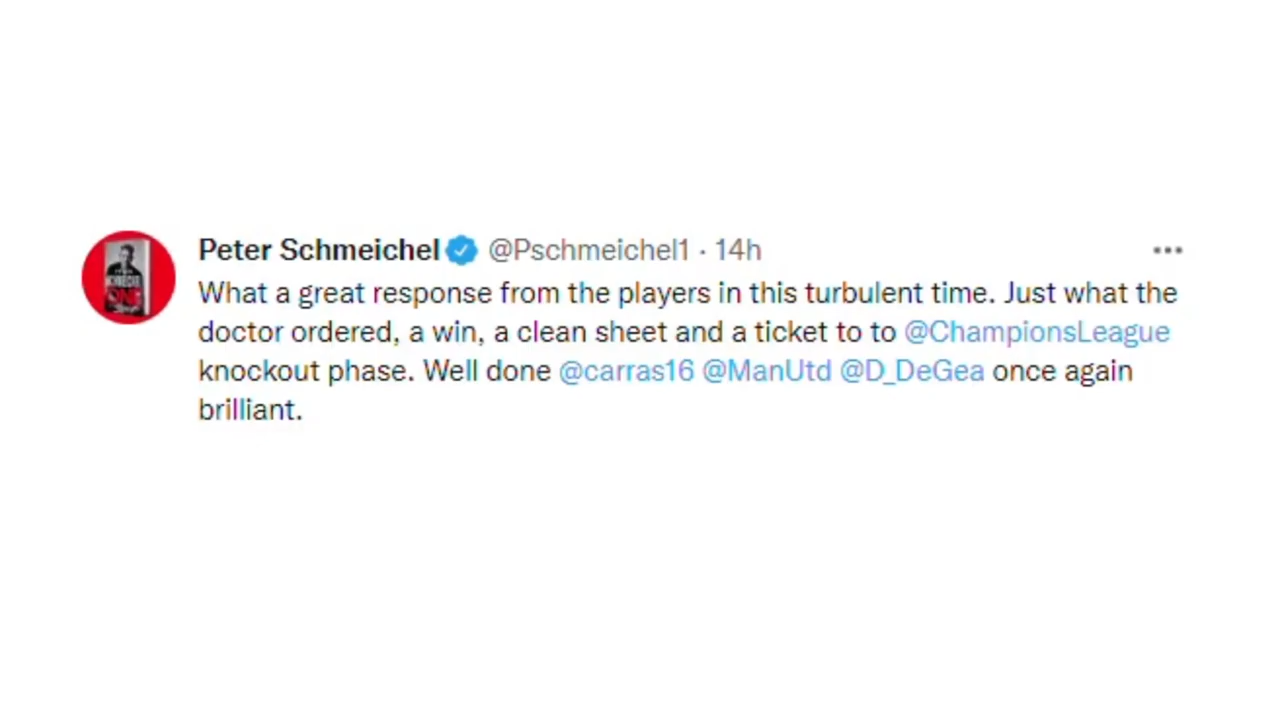 Peter Schmeichel @Pschmeichel1 · 14h
What a great response from the players in this turbulent time. Just what the
doctor ordered, a win, a clean sheet and a ticket to to @ChampionsLeague
knockout phase. Well done @carras16 @ManUtd @D_DeGea once again
brilliant.